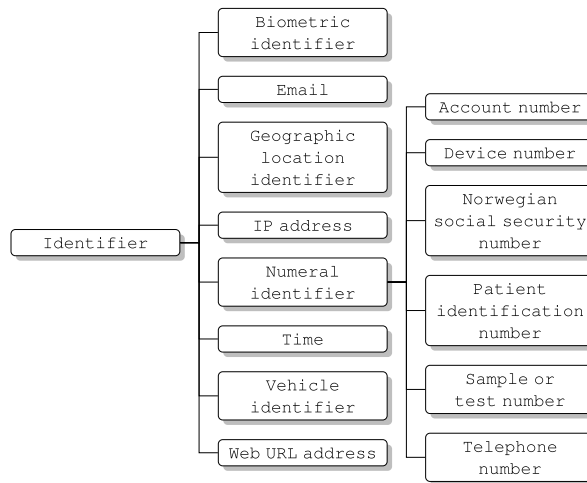 Identifier
Biometric
identifier
Email
Geographic
location
identifier
IP address
Numeral
identifier
Time
Vehicle
identifier
Web URL address
Account number
Device number
Norwegian
social security
number
Patient
identification
number
Sample or
test number
Telephone
number